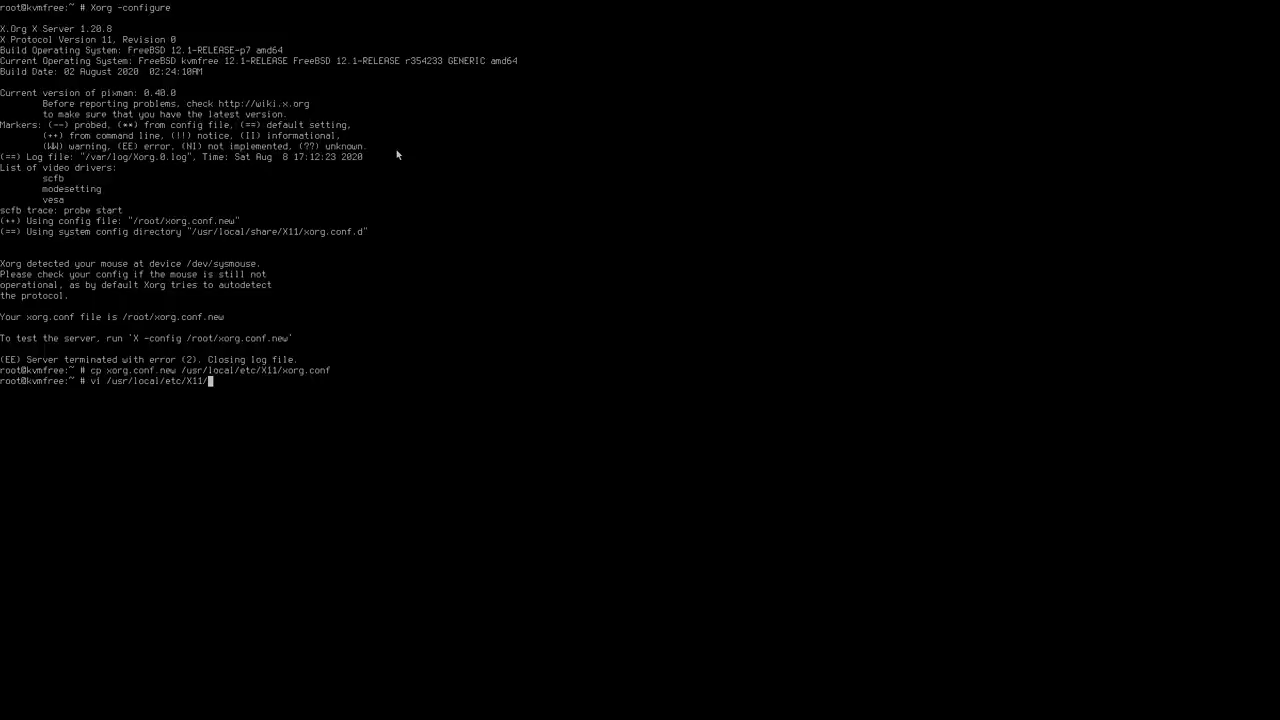 root@kvmfree:~ # Xorg -configure
X.Org X Server 1.20.8
X Protocol Version 11, Revision 0
Build Operating System: FreeBSD 12.1-RELEASE-p7 amd64
Current Operating System: FreeBSD kvmfree 12.1-RELEASE FreeBSD 12.1-RELEASE r354233 GENERIC amd64
Build Date: 02 August 2020  02:24:10AM
Current version of pixman: 0.40.0
Before reporting problems, check http://wiki.x.org
to make sure that you have the latest version.
Markers: (--) probed, (**) from config file, (==) default setting,
(++) from command line, (!!) notice, (II) informational,
(WW) warning, (EE) error, (NI) not implemented, (??) unknown.
(==) Log file: "/var/log/Xorg.0.log", Time: Sat Aug  8 17:12:23 2020
List of video drivers:
scfb
modesetting
vesa
scfb trace: probe start
(++) Using config file: "/root/xorg.conf.new"
(==) Using system config directory "/usr/local/share/X11/xorg.conf.d"
Xorg detected your mouse at device /dev/sysmouse.
Please check your config if the mouse is still not
operational, as by default Xorg tries to autodetect
the protocol.
Your xorg.conf file is /root/xorg.conf.new
To test the server, run 'X -config /root/xorg.conf.new'
(EE) Server terminated with error (2). Closing log file.
root@kvmfree:~ # cp xorg.conf.new /usr/local/etc/X11/xorg.conf
root@kvmfree:~ # vi /usr/local/etc/X11/